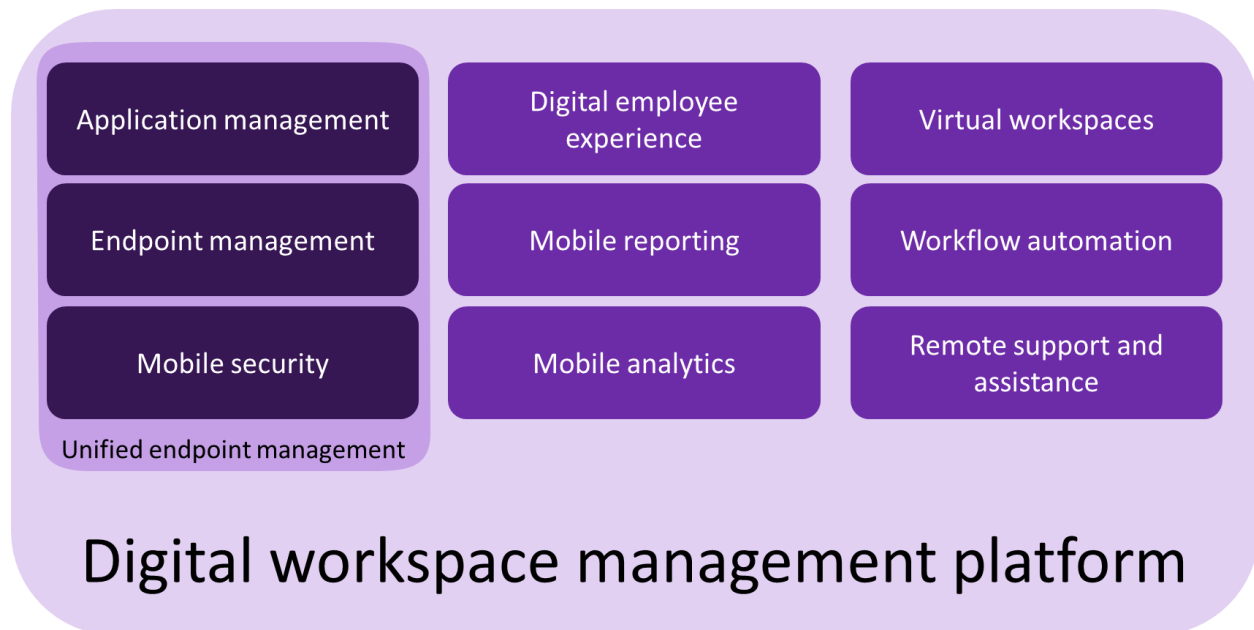 Application management
Digital employee
experience
Virtual workspaces
Endpoint management
Mobile reporting
Workflow automation
Mobile security
Mobile analytics
Remote support and
assistance
Unified endpoint management
Digital workspace management platform